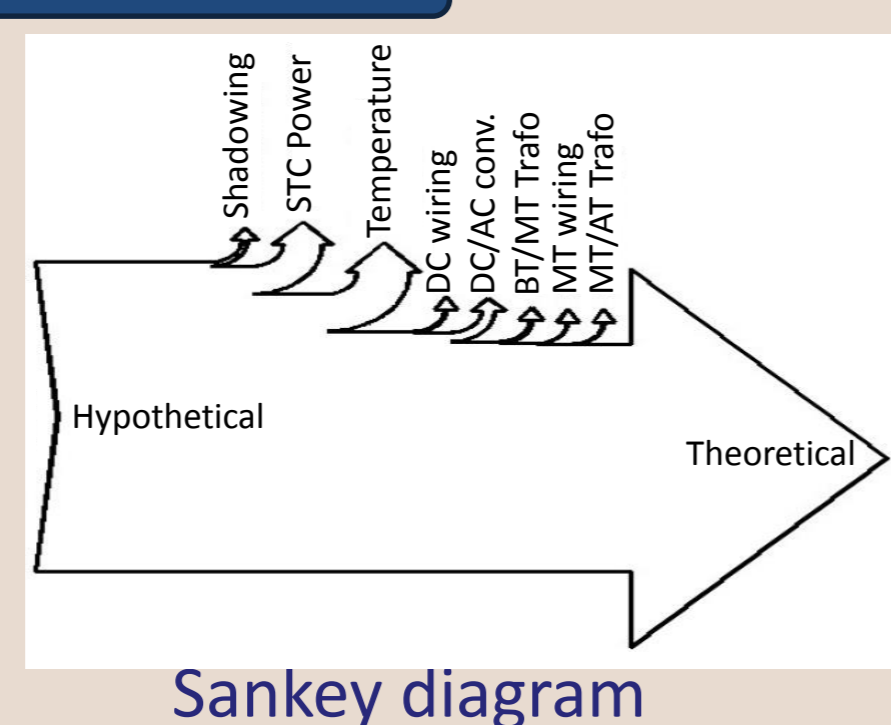 Shadowing
STC Power
Temperature
DC wiring
DC/AC conv.
BT/MT Trafo
MT wiring
MT/AT Trafo
Hypothetical
Theoretical
Sankey diagram